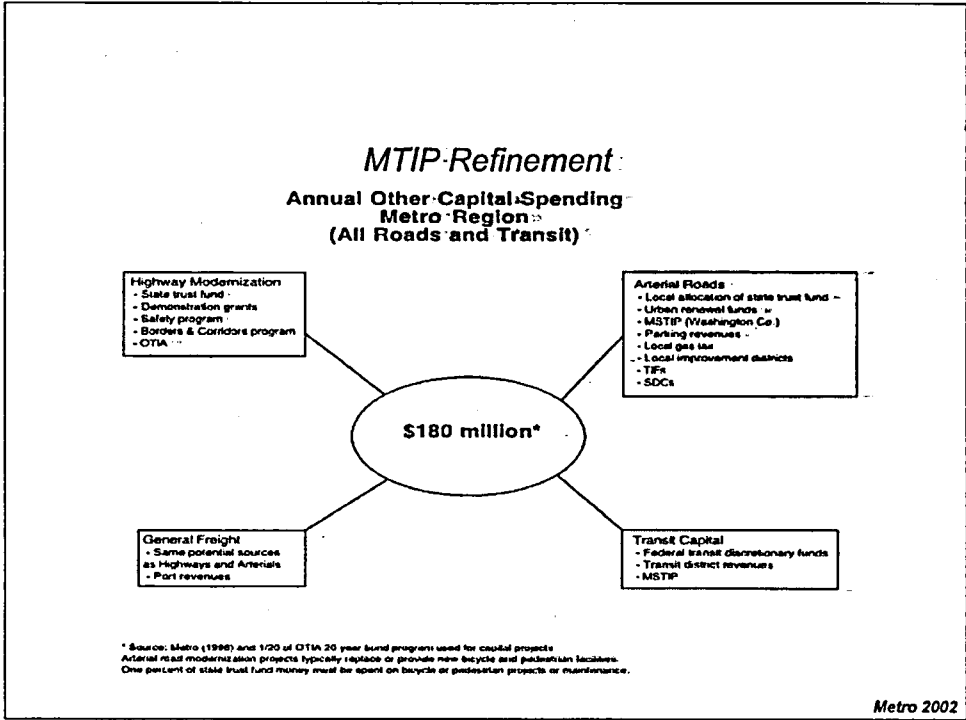 MTIP Refinement
Annual Other Capital Spending
Metro Region
(All Roads and Transit)
Highway Modernization
- State trust fund
- Demonstration grants
- Safety program
- Borders & Corridors program
- OTIA
Arterial Roads
- Local allocation of state trust fund
- Urban renewal funds
- MSTIP (Washington Co.)
- Parking revenues
- Local gas tax
- Local improvement districts
- TIFs
- SDCs
$180 million*
General Freight
- Same potential sources
as Highways and Arterials
- Port revenues
Transit Capital
- Federal transit discretionary funds
- Transit district revenues
- MSTIP
* Source: Metro (1996) and 1/20 of OTIA 20 year bond program used for capital projects
Arterial road modernization projects typically replace or provide new bicycle and pedestrian facilities.
One percent of state trust fund money must be spent on bicycle or pedestrian projects or maintenance.
Metro 2002